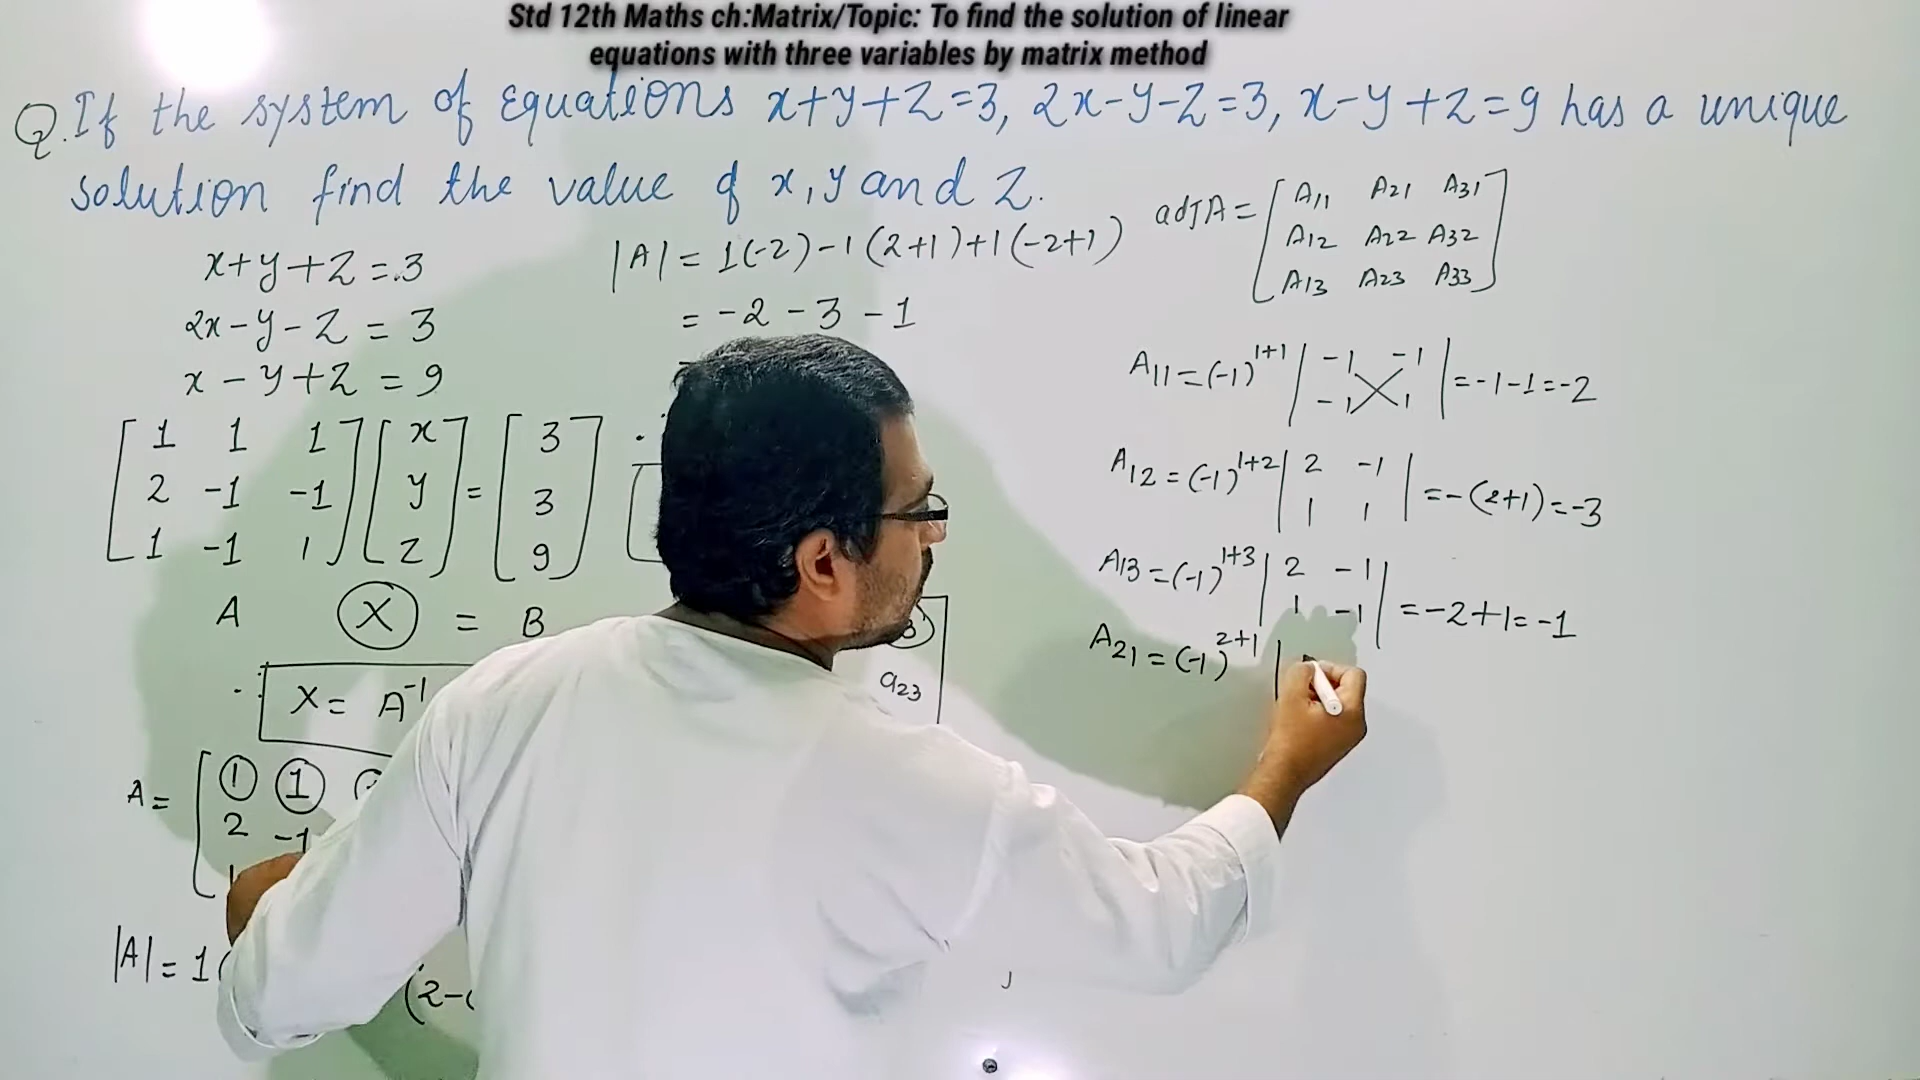 Std 12th Maths ch:Matrix/Topic: To find the solution of linear
equations with three variables by matrix method
Q. If the system of Equations x+y+z=3, 2x-y-z=3, x-y+z=9 has a unique
solution find the value of x, y and z.
x+y+z=3
2x-y-z=3
x-y+z=9
[1 1 1] [x] = [3]
[2 -1 -1] [y] = [3]
[1 -1 1] [z] = [9]
A X = B
X = A⁻¹
A = [1 1
2 -1
1
|A| = 1(
(2-
|A| = 1(-2)-1(2+1)+1(-2+1)
= -2 -3 -1
a23
adjA = [A11 A21 A31]
[A12 A22 A32]
[A13 A23 A33]
A11 = (-1)^1+1 | -1 -1 | = -1-1=-2
| -1 1 |
A12 = (-1)^1+2 | 2 -1 | = -(2+1)=-3
| 1 1 |
A13 = (-1)^1+3 | 2 -1 | = -2+1=-1
| 1 -1 |
A21 = (-1)^2+1 |